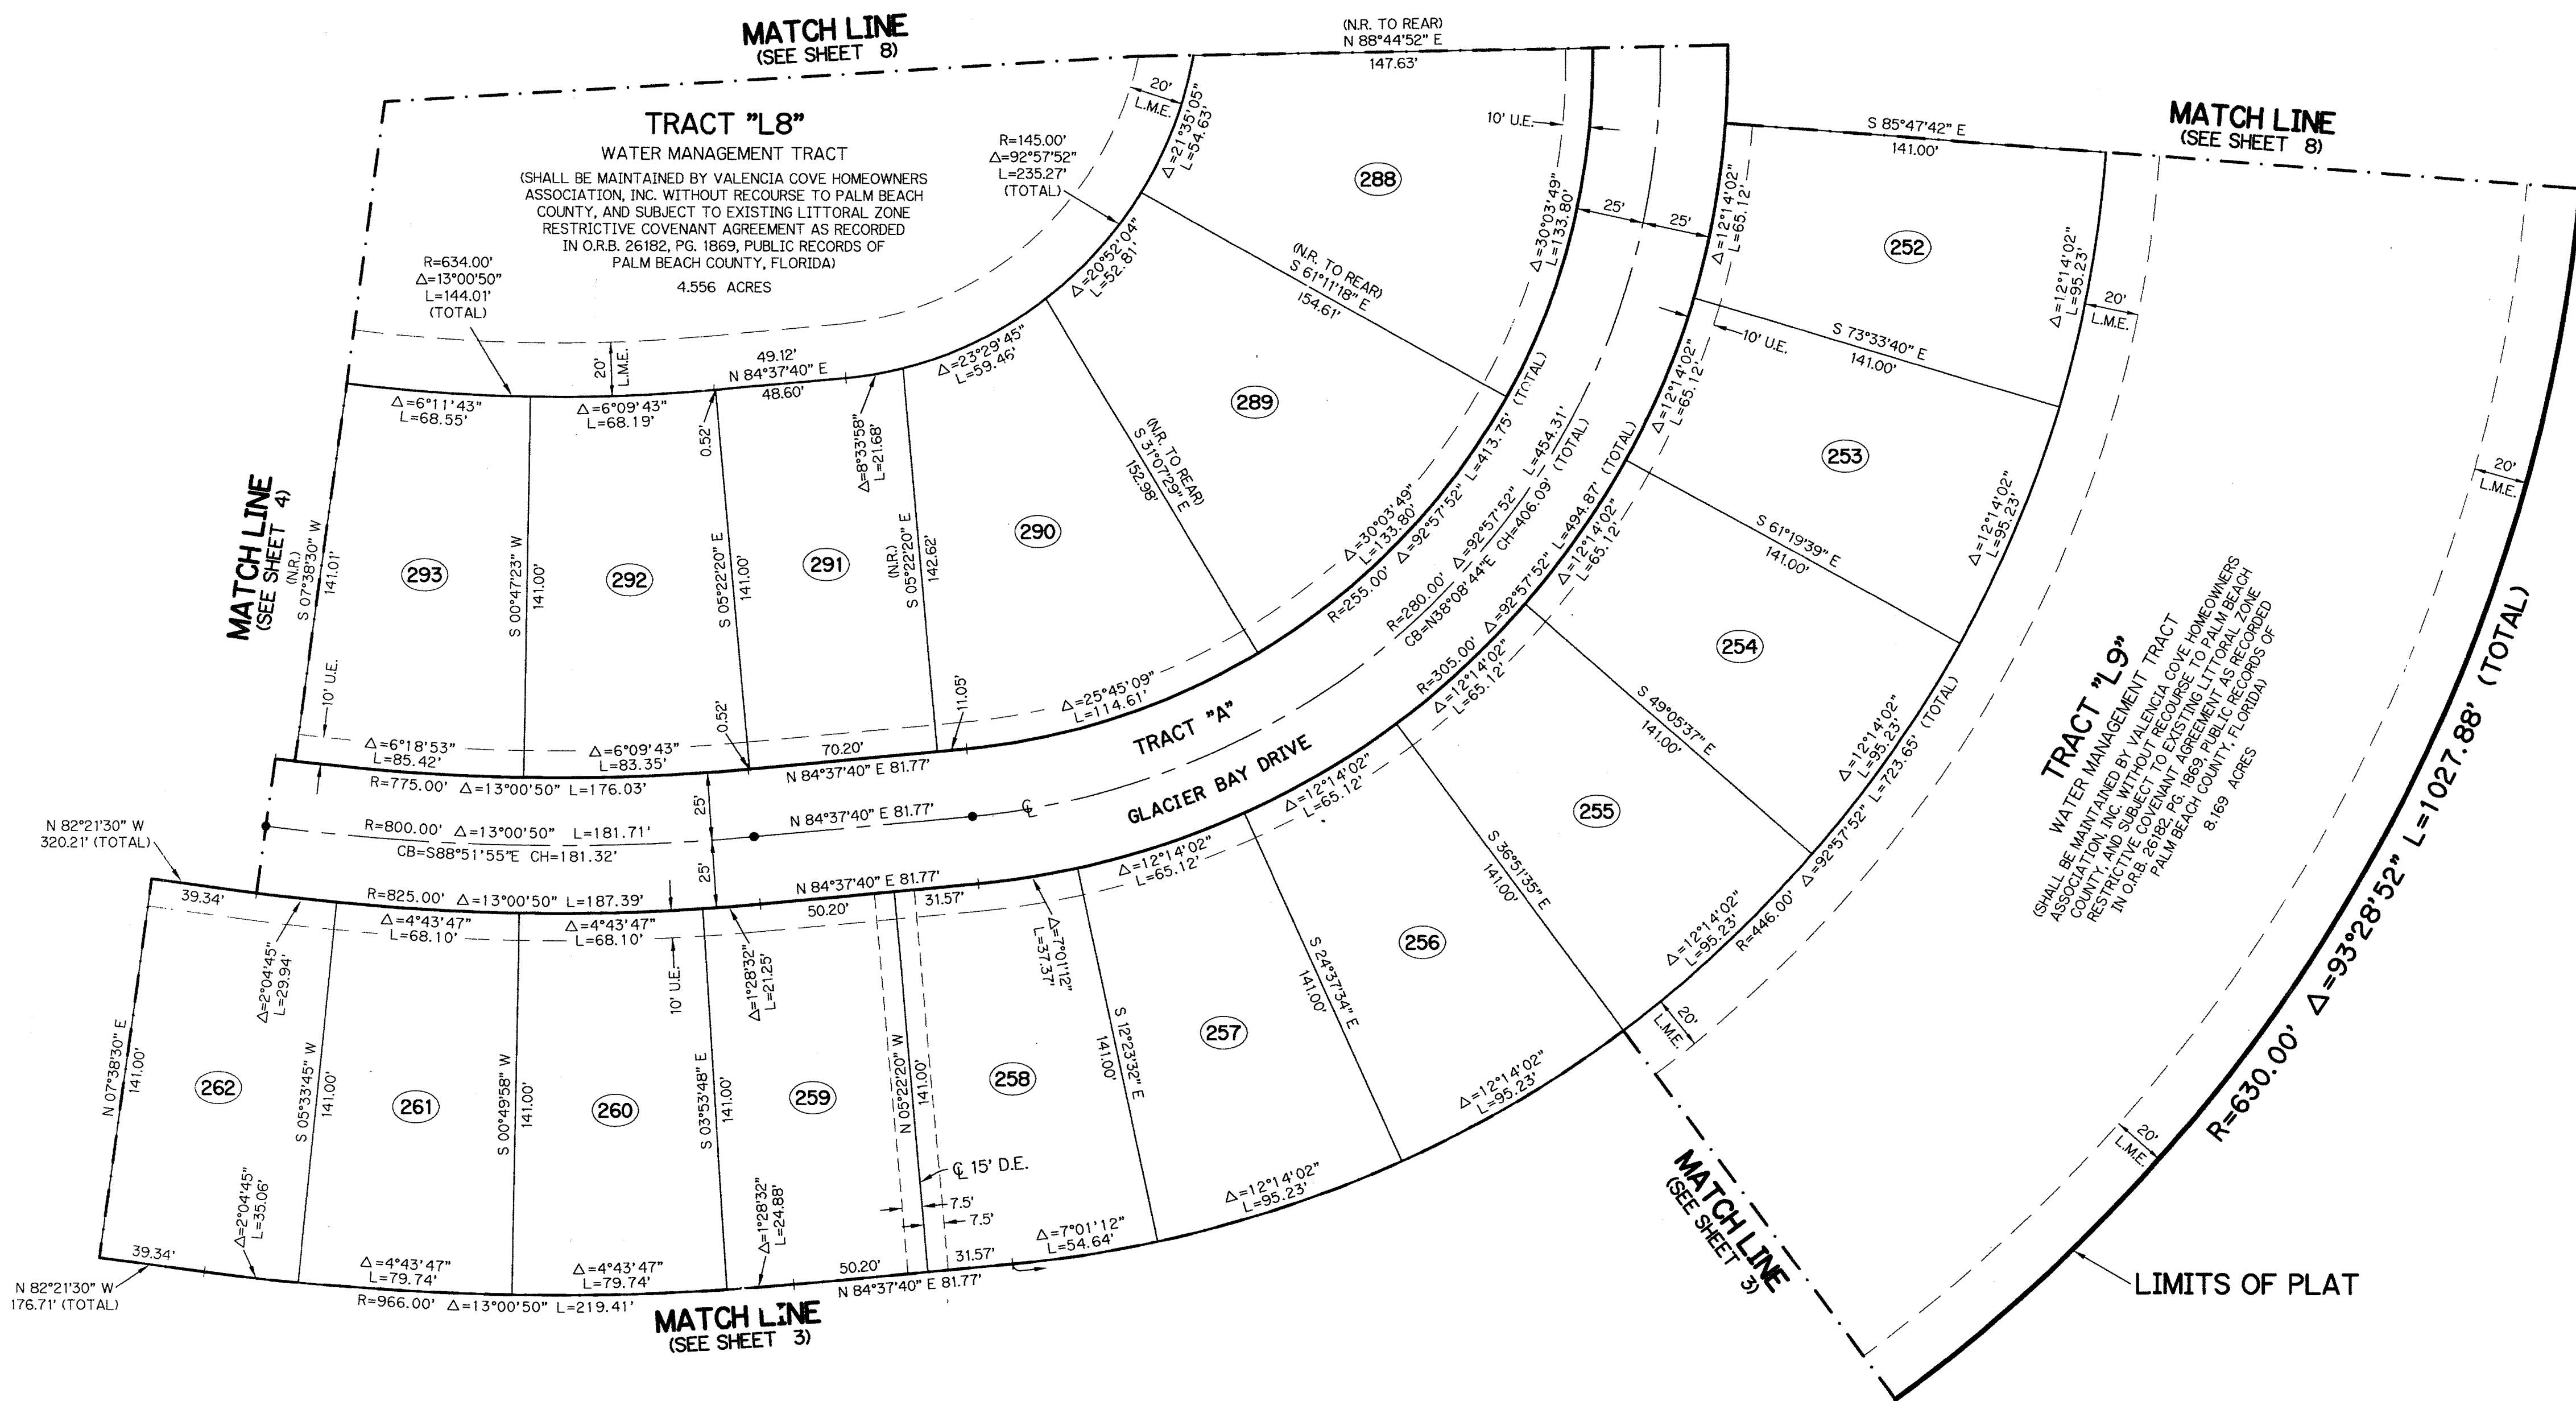 MATCH LINE
(SEE SHEET 8)
(N.R. TO REAR)
N 88°44'52" E
147.63'
TRACT "L8"
WATER MANAGEMENT TRACT
(SHALL BE MAINTAINED BY VALENCIA COVE HOMEOWNERS
ASSOCIATION, INC. WITHOUT RECOURSE TO PALM BEACH
COUNTY, AND SUBJECT TO EXISTING LITTORAL ZONE
RESTRICTIVE COVENANT AGREEMENT AS RECORDED
IN O.R.B. 26182, PG. 1869, PUBLIC RECORDS OF
PALM BEACH COUNTY, FLORIDA)
4.556 ACRES
20'
L.M.E.
Δ=21°35'05"
L=54.63'
R=145.00'
Δ=92°57'52"
L=235.27'
(TOTAL)
R=634.00'
Δ=13°00'50"
L=144.01'
(TOTAL)
10' U.E.
288
Δ=30°03'49"
L=133.80'
25'
25'
Δ=12°14'02"
L=65.12'
S 85°47'42" E
141.00'
MATCH LINE
(SEE SHEET 8)
252
Δ=12°14'02"
L=95.23'
20'
L.M.E.
S 73°33'40" E
141.00'
10' U.E.
Δ=20°52'04"
L=52.81'
(N.R. TO REAR)
S 61°11'18" E
154.61'
Δ=23°29'45"
L=59.46'
20'
L.M.E.
49.12'
N 84°37'40" E
48.60'
Δ=6°11'43"
L=68.55'
Δ=6°09'43"
L=68.19'
0.52'
Δ=8°33'58"
L=21.68'
289
(N.R. TO REAR)
S 31°07'29" E
152.98'
Δ=12°14'02"
L=65.12'
253
Δ=12°14'02"
L=95.23'
20'
L.M.E.
S 61°19'39" E
141.00'
MATCH LINE
(SEE SHEET 4)
(N.R.)
S 07°38'30" W
141.01'
293
S 00°47'23" W
141.00'
292
S 05°22'20" E
141.00'
291
(N.R.)
S 05°22'20" E
142.62'
290
Δ=30°03'49"
L=133.80'
R=255.00' Δ=92°57'52" L=413.75' (TOTAL)
R=280.00' Δ=92°57'52" L=454.31'
CB=N38°08'44"E CH=406.09' (TOTAL)
R=305.00' Δ=92°57'52" L=494.87' (TOTAL)
Δ=12°14'02"
L=65.12'
254
S 49°05'37" E
141.00'
Δ=12°14'02"
L=95.23'
10' U.E.
0.52'
11.05'
Δ=25°45'09"
L=114.61'
Δ=12°14'02"
L=65.12'
Δ=6°18'53"
L=85.42'
Δ=6°09'43"
L=83.35'
70.20'
N 84°37'40" E 81.77'
R=775.00' Δ=13°00'50" L=176.03'
TRACT "A"
GLACIER BAY DRIVE
25'
25'
N 84°37'40" E 81.77'
℄
R=800.00' Δ=13°00'50" L=181.71'
CB=S88°51'55"E CH=181.32'
N 82°21'30" W
320.21' (TOTAL)
39.34'
R=825.00' Δ=13°00'50" L=187.39'
N 84°37'40" E 81.77'
Δ=4°43'47"
L=68.10'
Δ=4°43'47"
L=68.10'
50.20'
31.57'
Δ=12°14'02"
L=65.12'
Δ=12°14'02"
L=65.12'
255
S 36°51'35" E
141.00'
Δ=12°14'02"
L=95.23'
R=446.00' Δ=92°57'52" L=723.65' (TOTAL)
TRACT "L9"
WATER MANAGEMENT TRACT
(SHALL BE MAINTAINED BY VALENCIA COVE HOMEOWNERS
ASSOCIATION, INC. WITHOUT RECOURSE TO PALM BEACH
COUNTY, AND SUBJECT TO EXISTING LITTORAL ZONE
RESTRICTIVE COVENANT AGREEMENT AS RECORDED
IN O.R.B. 26182, PG. 1869, PUBLIC RECORDS OF
PALM BEACH COUNTY, FLORIDA)
8.169 ACRES
R=630.00' Δ=93°28'52" L=1027.88' (TOTAL)
Δ=2°04'45"
L=29.94'
10' U.E.
Δ=1°28'32"
L=21.25'
Δ=7°01'12"
L=37.37'
N 07°38'30" E
141.00'
262
S 05°33'45" W
141.00'
261
S 00°49'58" W
141.00'
260
S 03°53'48" E
141.00'
259
N 05°22'20" W
141.00'
258
S 12°23'32" E
141.00'
257
S 24°37'34" E
141.00'
256
20'
L.M.E.
Δ=12°14'02"
L=95.23'
Δ=12°14'02"
L=95.23'
℄ 15' D.E.
7.5'
7.5'
Δ=2°04'45"
L=35.06'
Δ=1°28'32"
L=24.88'
Δ=7°01'12"
L=54.64'
39.34'
N 82°21'30" W
176.71' (TOTAL)
Δ=4°43'47"
L=79.74'
Δ=4°43'47"
L=79.74'
50.20'
31.57'
N 84°37'40" E 81.77'
R=966.00' Δ=13°00'50" L=219.41'
MATCH LINE
(SEE SHEET 3)
MATCH LINE
(SEE SHEET 3)
20'
L.M.E.
LIMITS OF PLAT